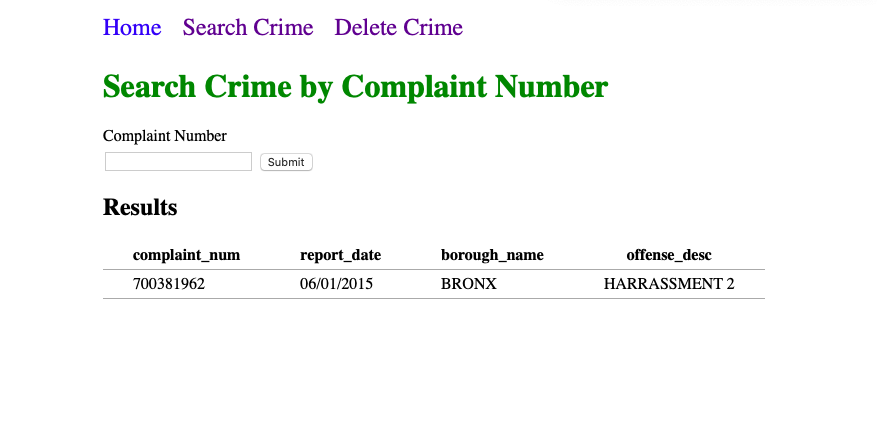 Home Search Crime Delete Crime
Search Crime by Complaint Number
Complaint Number
Submit
Results
complaint_num report_date borough_name offense_desc
700381962 06/01/2015 BRONX HARRASSMENT 2